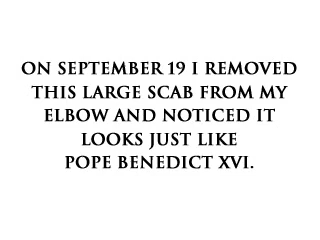 ON SEPTEMBER 19 I REMOVED
THIS LARGE SCAB FROM MY
ELBOW AND NOTICED IT
LOOKS JUST LIKE
POPE BENEDICT XVI.